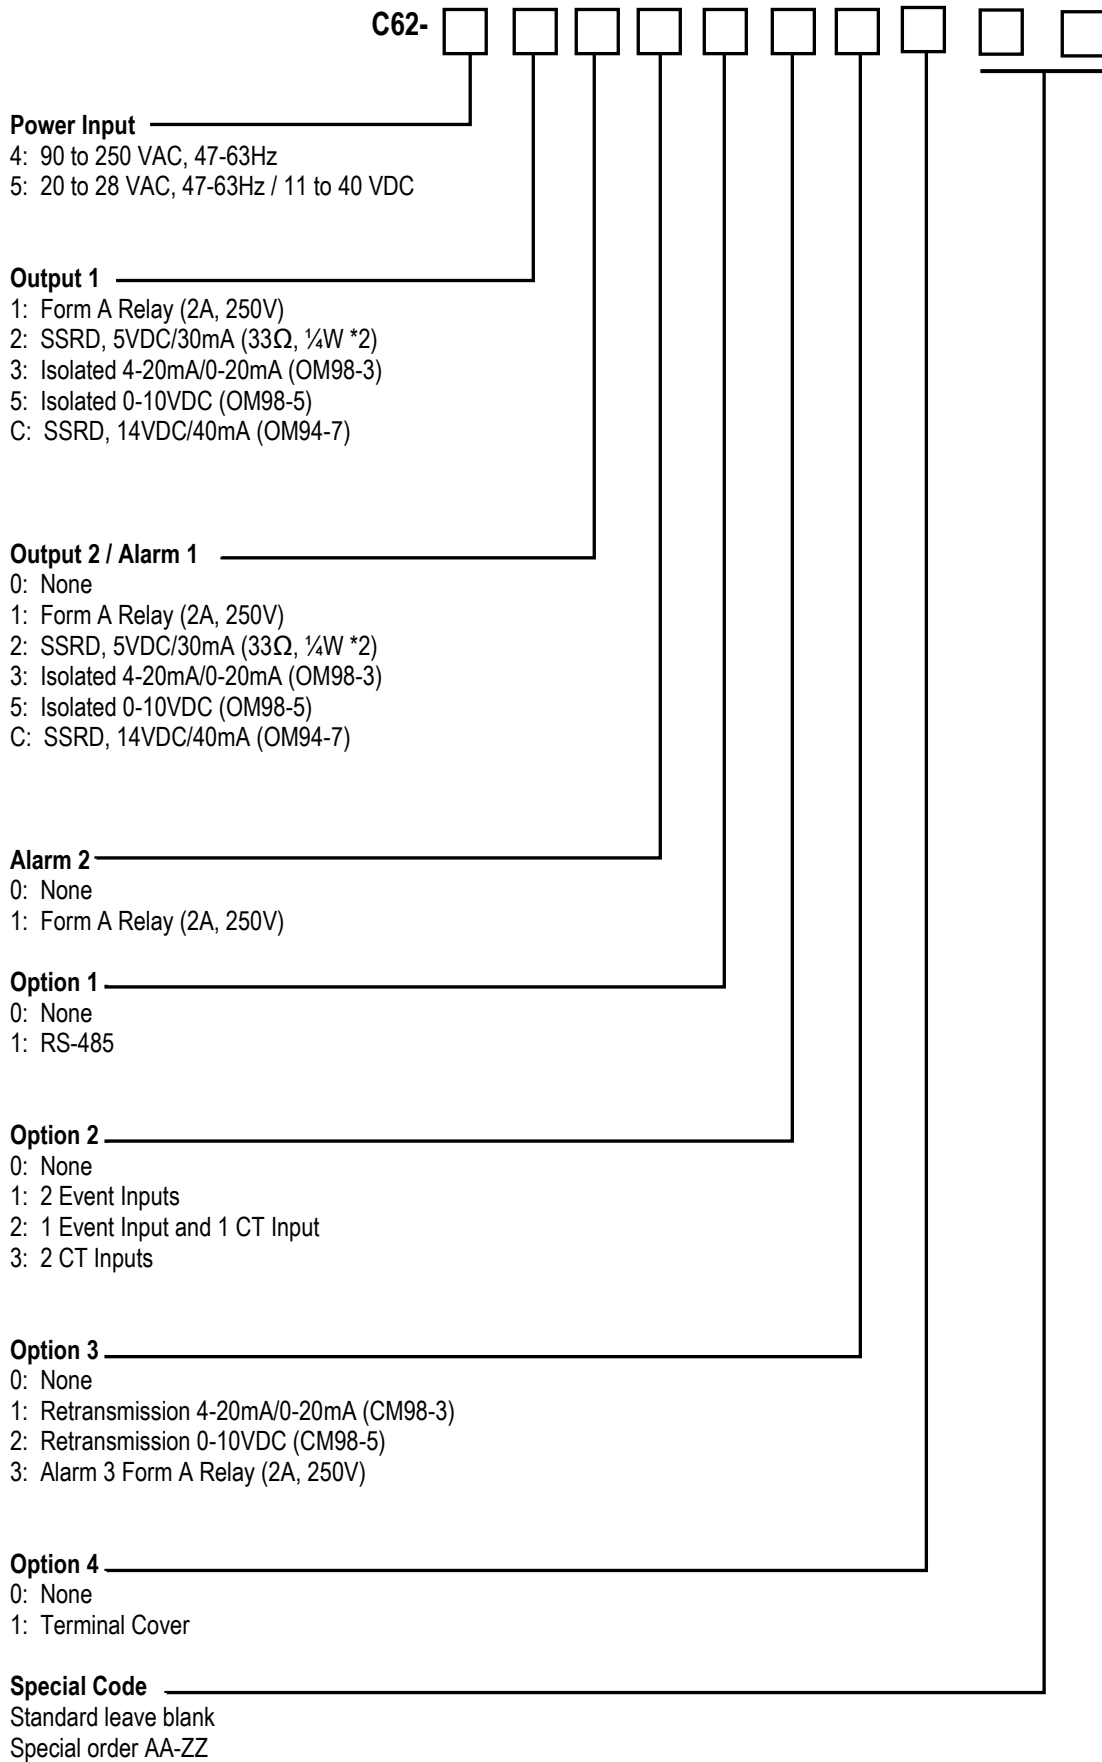 C62-
Power Input
4: 90 to 250 VAC, 47-63Hz
5: 20 to 28 VAC, 47-63Hz / 11 to 40 VDC
Output 1
1: Form A Relay (2A, 250V)
2: SSRD, 5VDC/30mA (33Ω, ¼W *2)
3: Isolated 4-20mA/0-20mA (OM98-3)
5: Isolated 0-10VDC (OM98-5)
C: SSRD, 14VDC/40mA (OM94-7)
Output 2 / Alarm 1
0: None
1: Form A Relay (2A, 250V)
2: SSRD, 5VDC/30mA (33Ω, ¼W *2)
3: Isolated 4-20mA/0-20mA (OM98-3)
5: Isolated 0-10VDC (OM98-5)
C: SSRD, 14VDC/40mA (OM94-7)
Alarm 2
0: None
1: Form A Relay (2A, 250V)
Option 1
0: None
1: RS-485
Option 2
0: None
1: 2 Event Inputs
2: 1 Event Input and 1 CT Input
3: 2 CT Inputs
Option 3
0: None
1: Retransmission 4-20mA/0-20mA (CM98-3)
2: Retransmission 0-10VDC (CM98-5)
3: Alarm 3 Form A Relay (2A, 250V)
Option 4
0: None
1: Terminal Cover
Special Code
Standard leave blank
Special order AA-ZZ